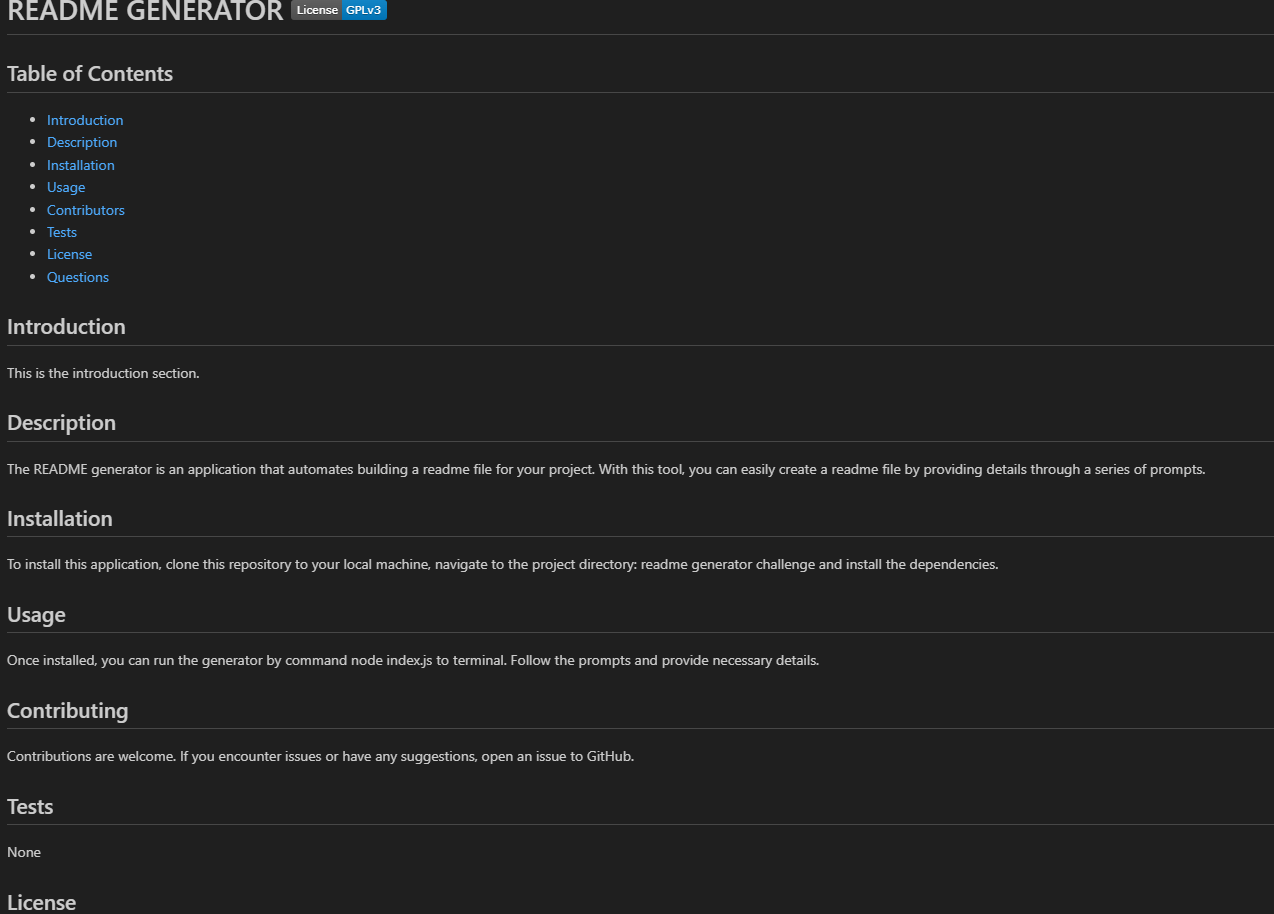 README GENERATOR License GPLv3
Table of Contents
Introduction
Description
Installation
Usage
Contributors
Tests
License
Questions
Introduction
This is the introduction section.
Description
The README generator is an application that automates building a readme file for your project. With this tool, you can easily create a readme file by providing details through a series of prompts.
Installation
To install this application, clone this repository to your local machine, navigate to the project directory: readme generator challenge and install the dependencies.
Usage
Once installed, you can run the generator by command node index.js to terminal. Follow the prompts and provide necessary details.
Contributing
Contributions are welcome. If you encounter issues or have any suggestions, open an issue to GitHub.
Tests
None
License